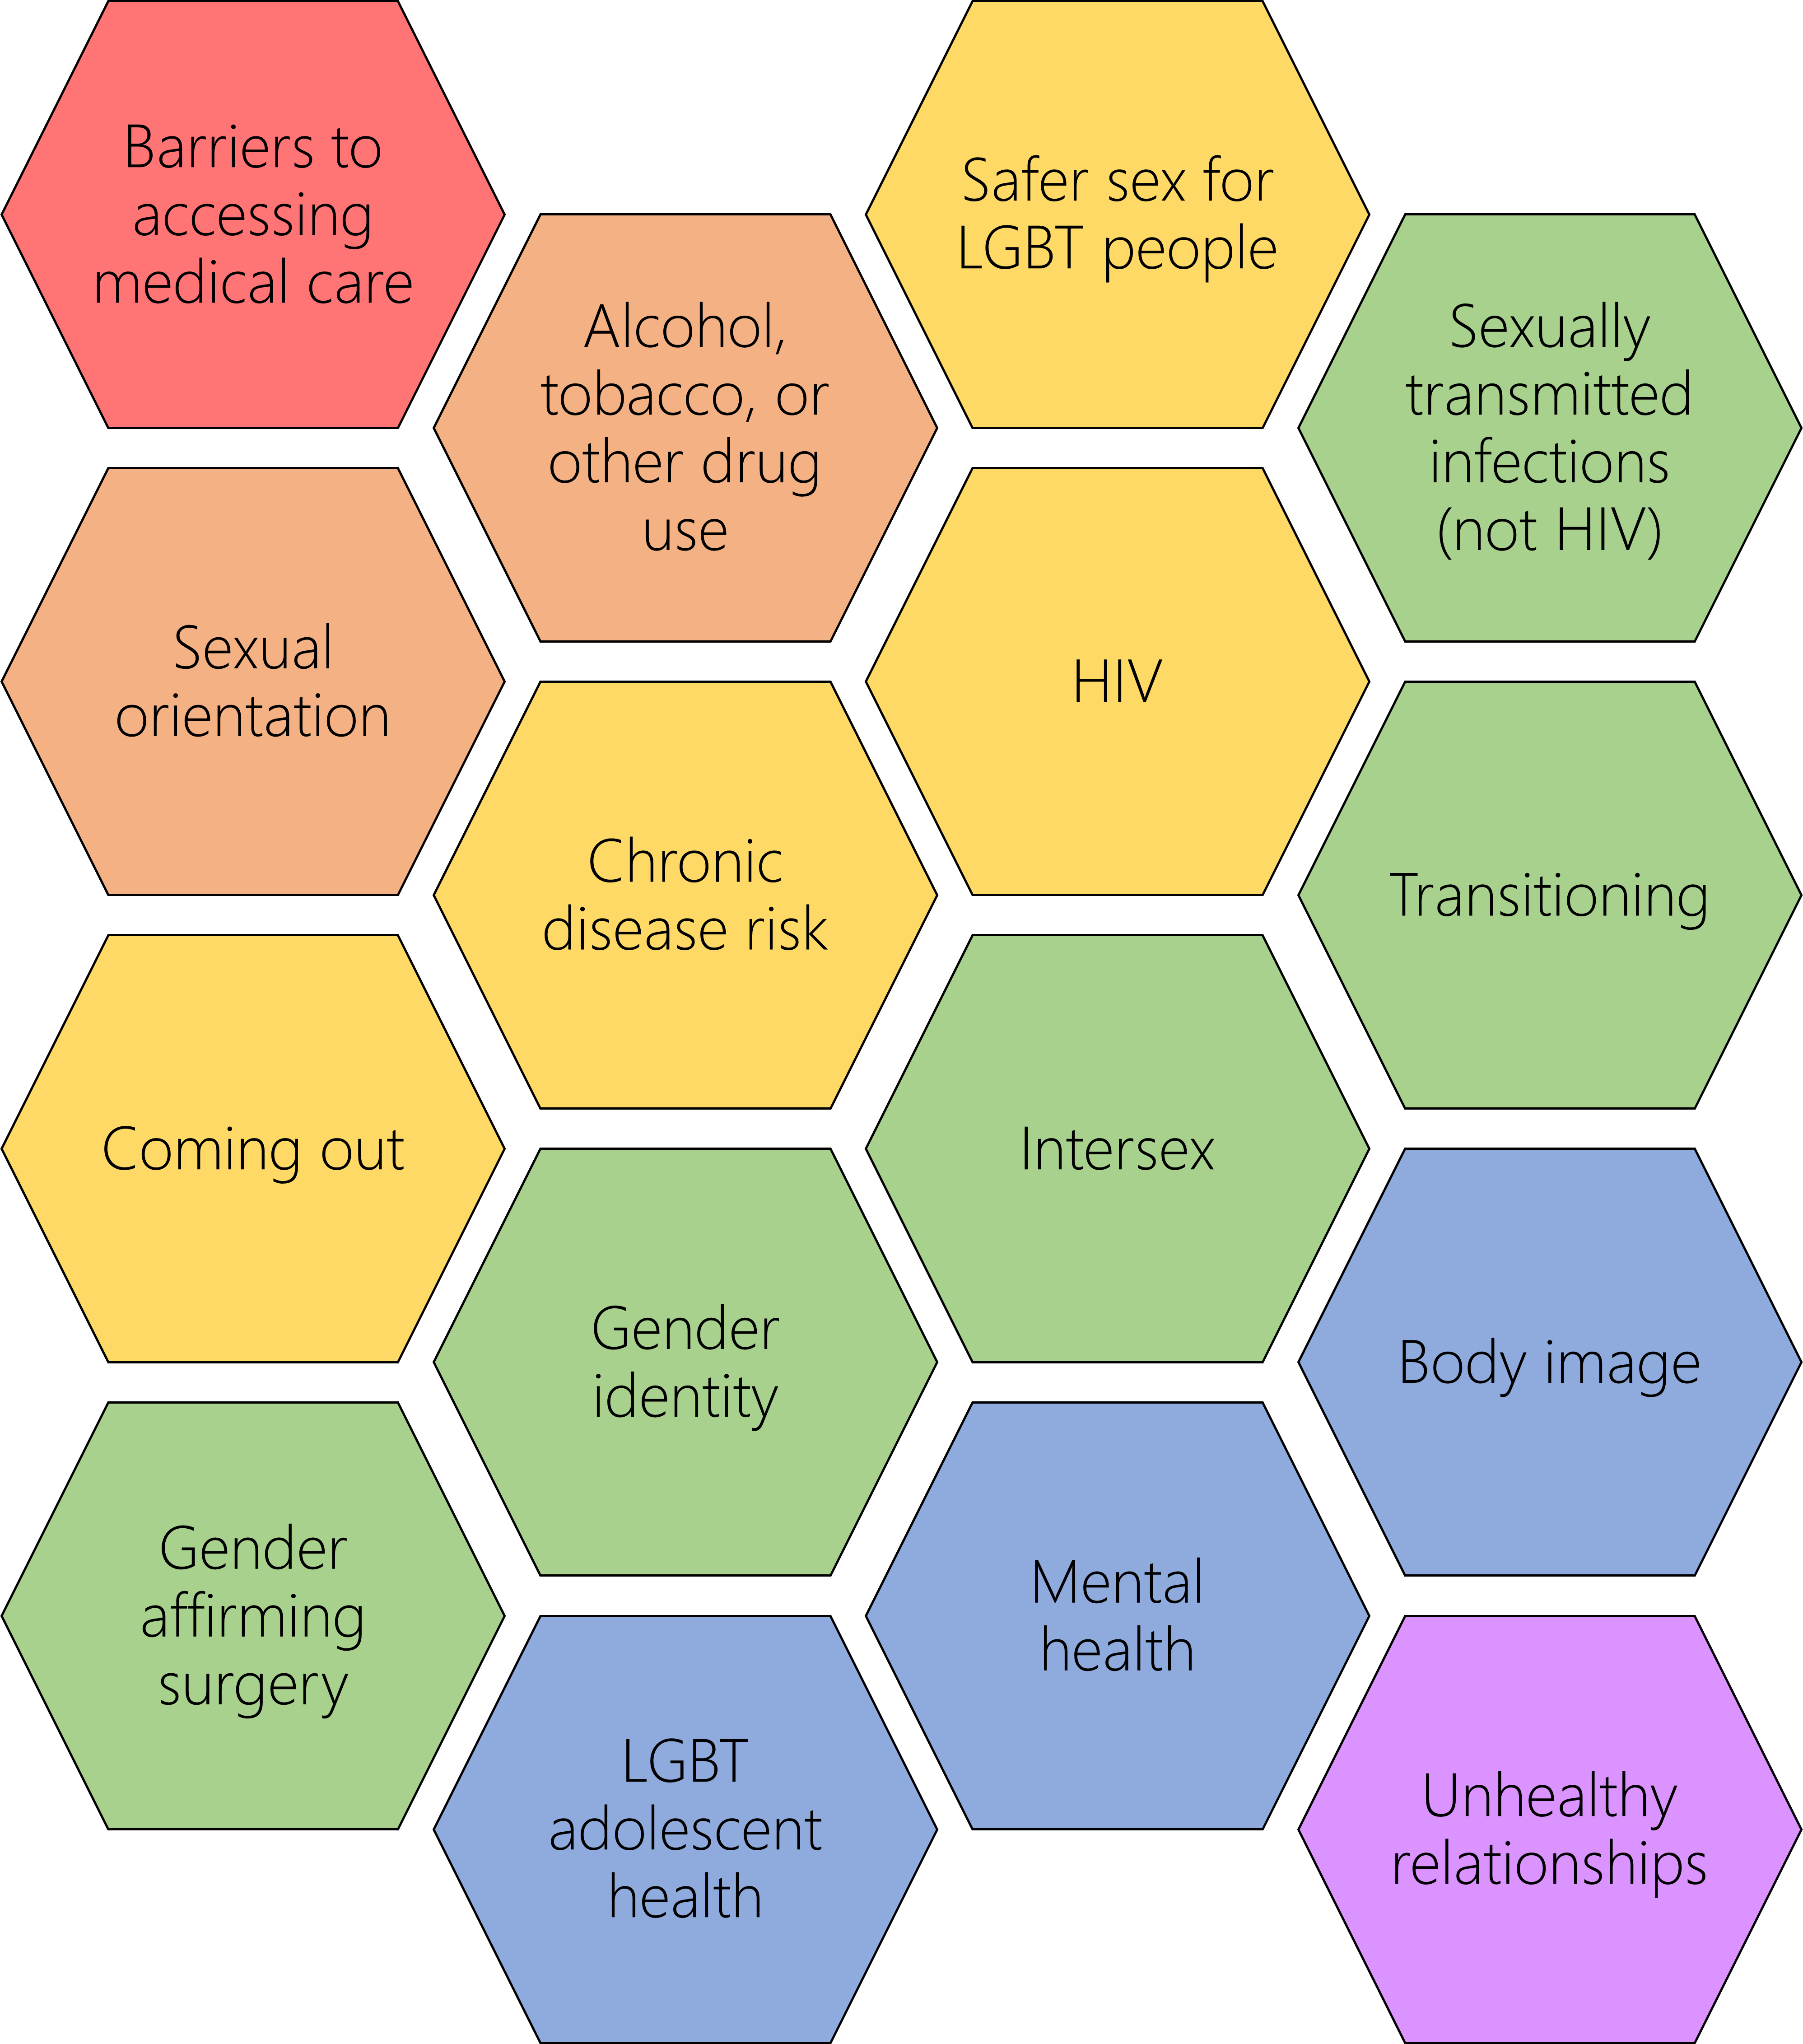 Barriers to
accessing
medical care
Safer sex for
LGBT people
Alcohol,
tobacco, or
other drug
use
Sexually
transmitted
infections
(not HIV)
Sexual
orientation
HIV
Chronic
disease risk
Transitioning
Coming out
Intersex
Gender
identity
Body image
Gender
affirming
surgery
Mental
health
LGBT
adolescent
health
Unhealthy
relationships